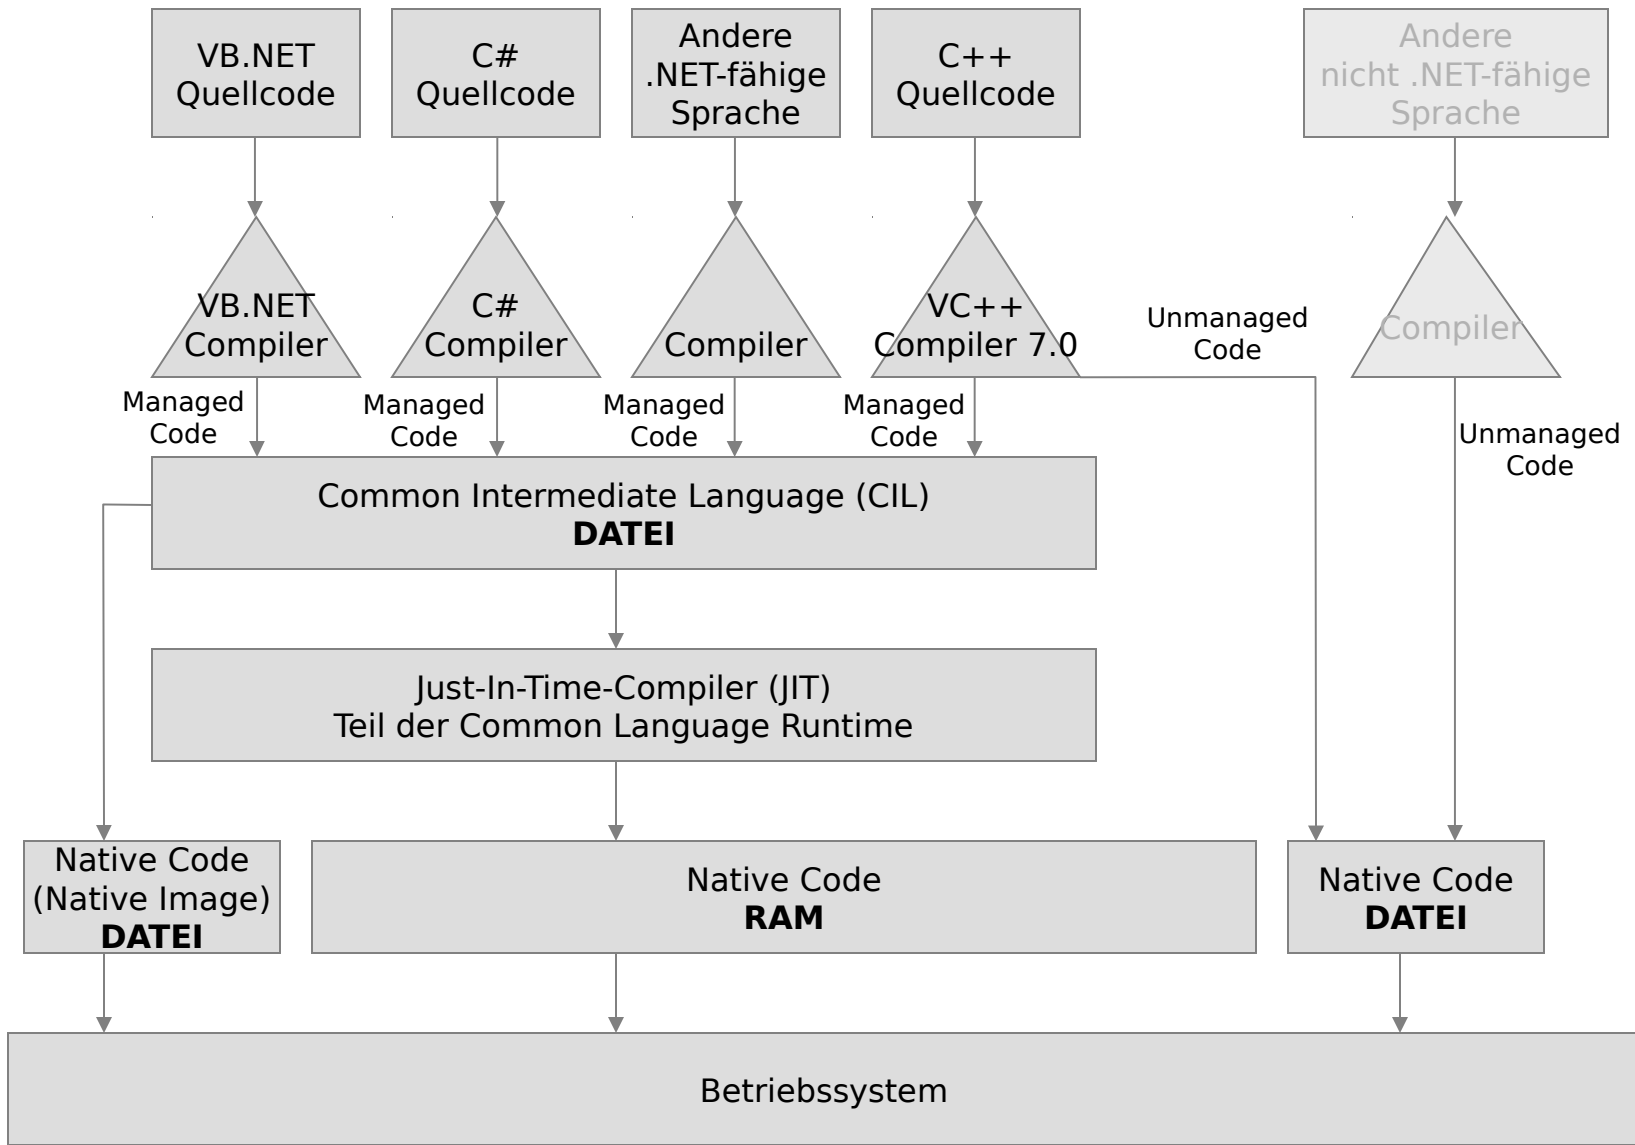 VB.NET
Quellcode
C#
Quellcode
Andere
.NET-fähige
Sprache
C++
Quellcode
Andere
nicht .NET-fähige
Sprache
VB.NET
Compiler
C#
Compiler
Compiler
VC++
Compiler 7.0
Unmanaged
Code
Compiler
Managed
Code
Managed
Code
Managed
Code
Managed
Code
Unmanaged
Code
Common Intermediate Language (CIL)
DATEI
Just-In-Time-Compiler (JIT)
Teil der Common Language Runtime
Native Code
(Native Image)
DATEI
Native Code
RAM
Native Code
DATEI
Betriebssystem